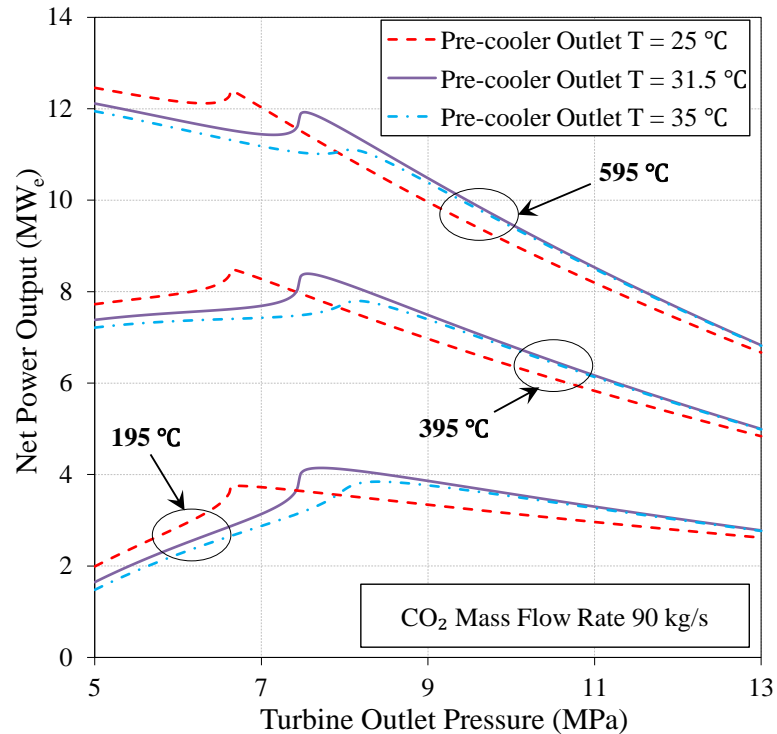 14
12
10
8
6
4
2
0
Net Power Output (MWₑ)
Pre-cooler Outlet T = 25 ℃
Pre-cooler Outlet T = 31.5 ℃
Pre-cooler Outlet T = 35 ℃
595 ℃
395 ℃
195 ℃
CO₂ Mass Flow Rate 90 kg/s
5 7 9 11 13
Turbine Outlet Pressure (MPa)